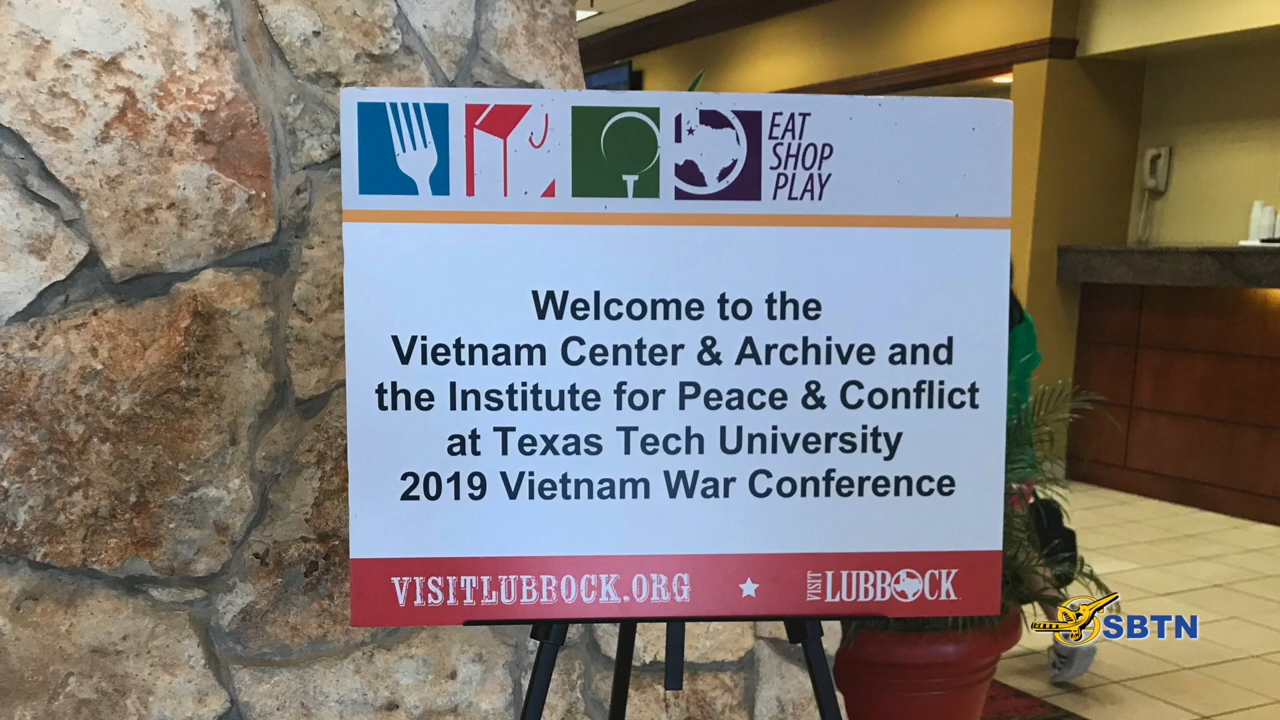 EAT
SHOP
PLAY
Welcome to the
Vietnam Center & Archive and
the Institute for Peace & Conflict
at Texas Tech University
2019 Vietnam War Conference
VISITLUBBOCK.ORG
VISIT LUBBOCK
SBTN